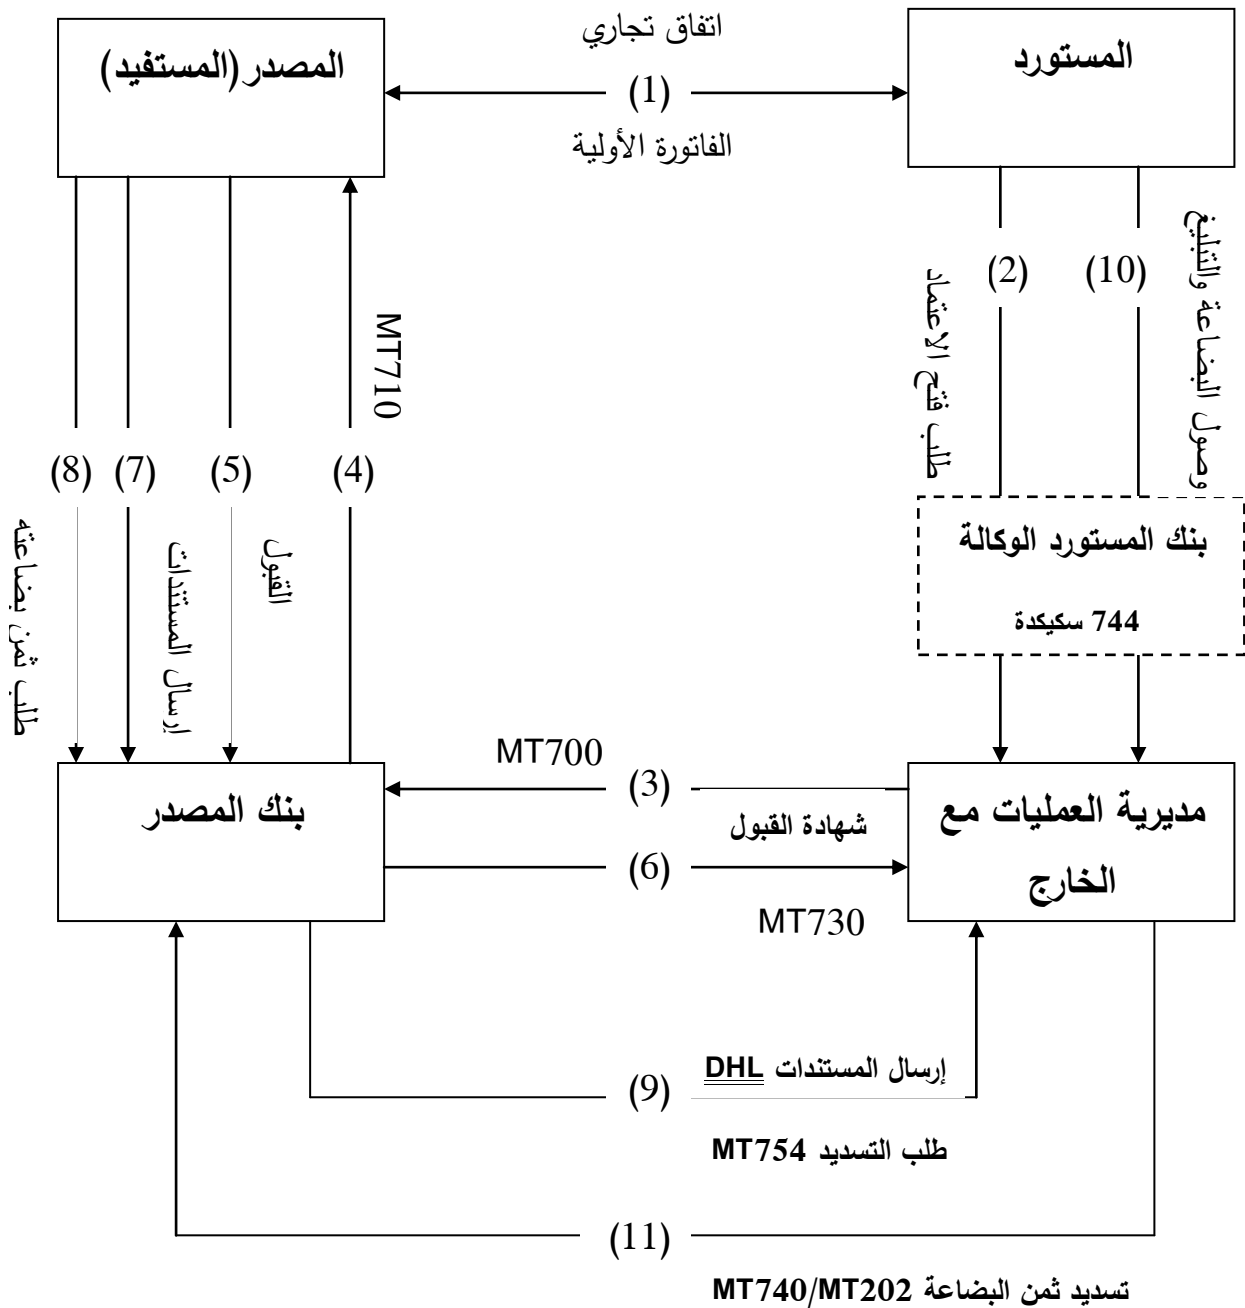 المستورد
اتفاق تجاري
(1)
الفاتورة الأولية
المصدر(المستفيد)
(2)
طلب فتح الاعتماد
(10)
وصول البضاعة والتبليغ
بنك المستورد الوكالة
744 سكيكدة
MT710
(4)
(5)
القبول
(7)
إرسال المستندات
(8)
طلب ثمن بضاعته
مديرية العمليات مع
الخارج
MT700
(3)
شهادة القبول
(6)
MT730
بنك المصدر
إرسال المستندات DHL
(9)
طلب التسديد MT754
(11)
تسديد ثمن البضاعة MT740/MT202